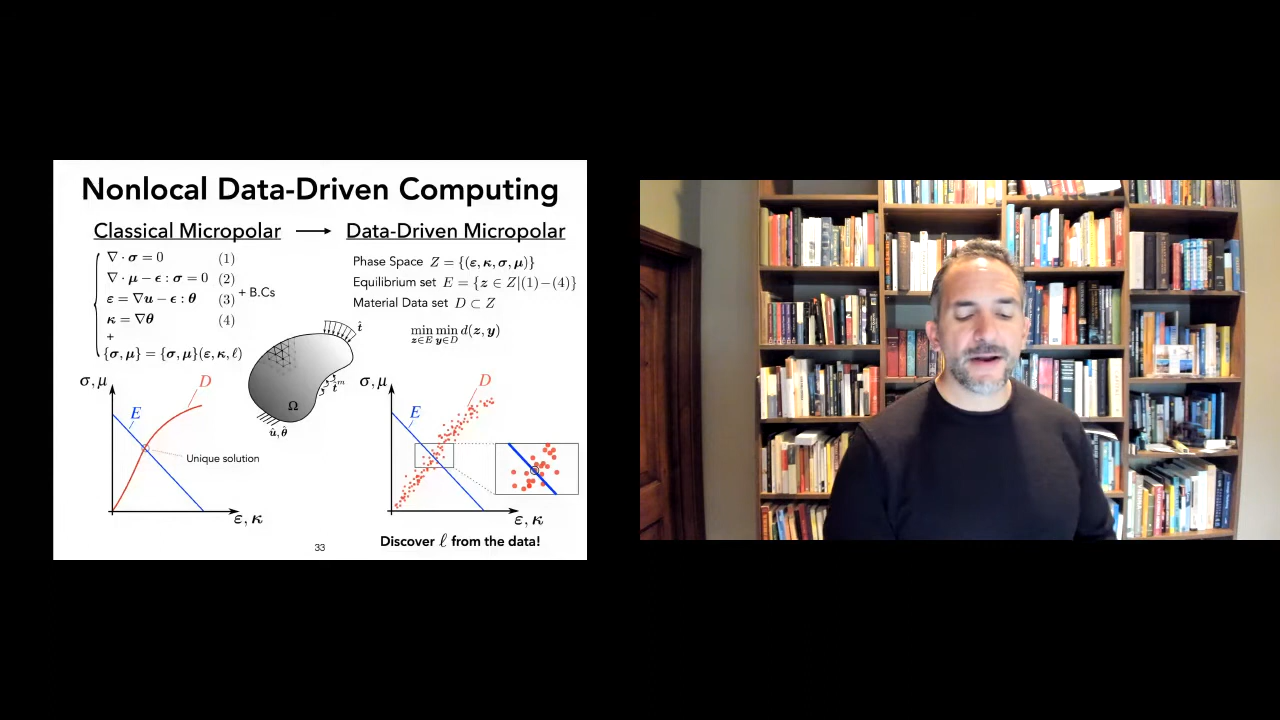 Nonlocal Data-Driven Computing
Classical Micropolar
Data-Driven Micropolar
∇ · σ = 0 (1)
∇ · μ − ϵ : σ = 0 (2)
ε = ∇u − ϵ : θ (3)
κ = ∇θ (4)
+ B.Cs
+
{σ, μ} = {σ, μ}(ε, κ, ℓ)
Phase Space Z = {(ε, κ, σ, μ)}
Equilibrium set E = {z ∈ Z|(1)−(4)}
Material Data set D ⊂ Z
min min d(z, y)
z∈E y∈D
t̂
t̂ᵐ
Ω
û, θ̂
σ, μ
D
E
Unique solution
ε, κ
σ, μ
D
E
ε, κ
Discover ℓ from the data!
33